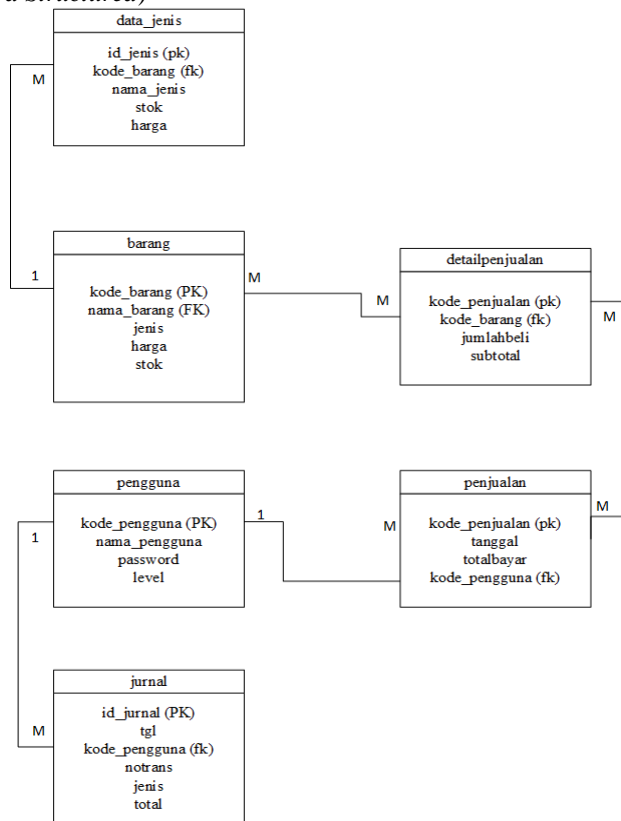 data_jenis
id_jenis (pk)
kode_barang (fk)
nama_jenis
stok
harga
M
1
barang
kode_barang (PK)
nama_barang (FK)
jenis
harga
stok
M
M
detailpenjualan
kode_penjualan (pk)
kode_barang (fk)
jumlahbeli
subtotal
M
pengguna
kode_pengguna (PK)
nama_pengguna
password
level
1
1
M
penjualan
kode_penjualan (pk)
tanggal
totalbayar
kode_pengguna (fk)
M
jurnal
id_jurnal (PK)
tgl
kode_pengguna (fk)
notrans
jenis
total
M